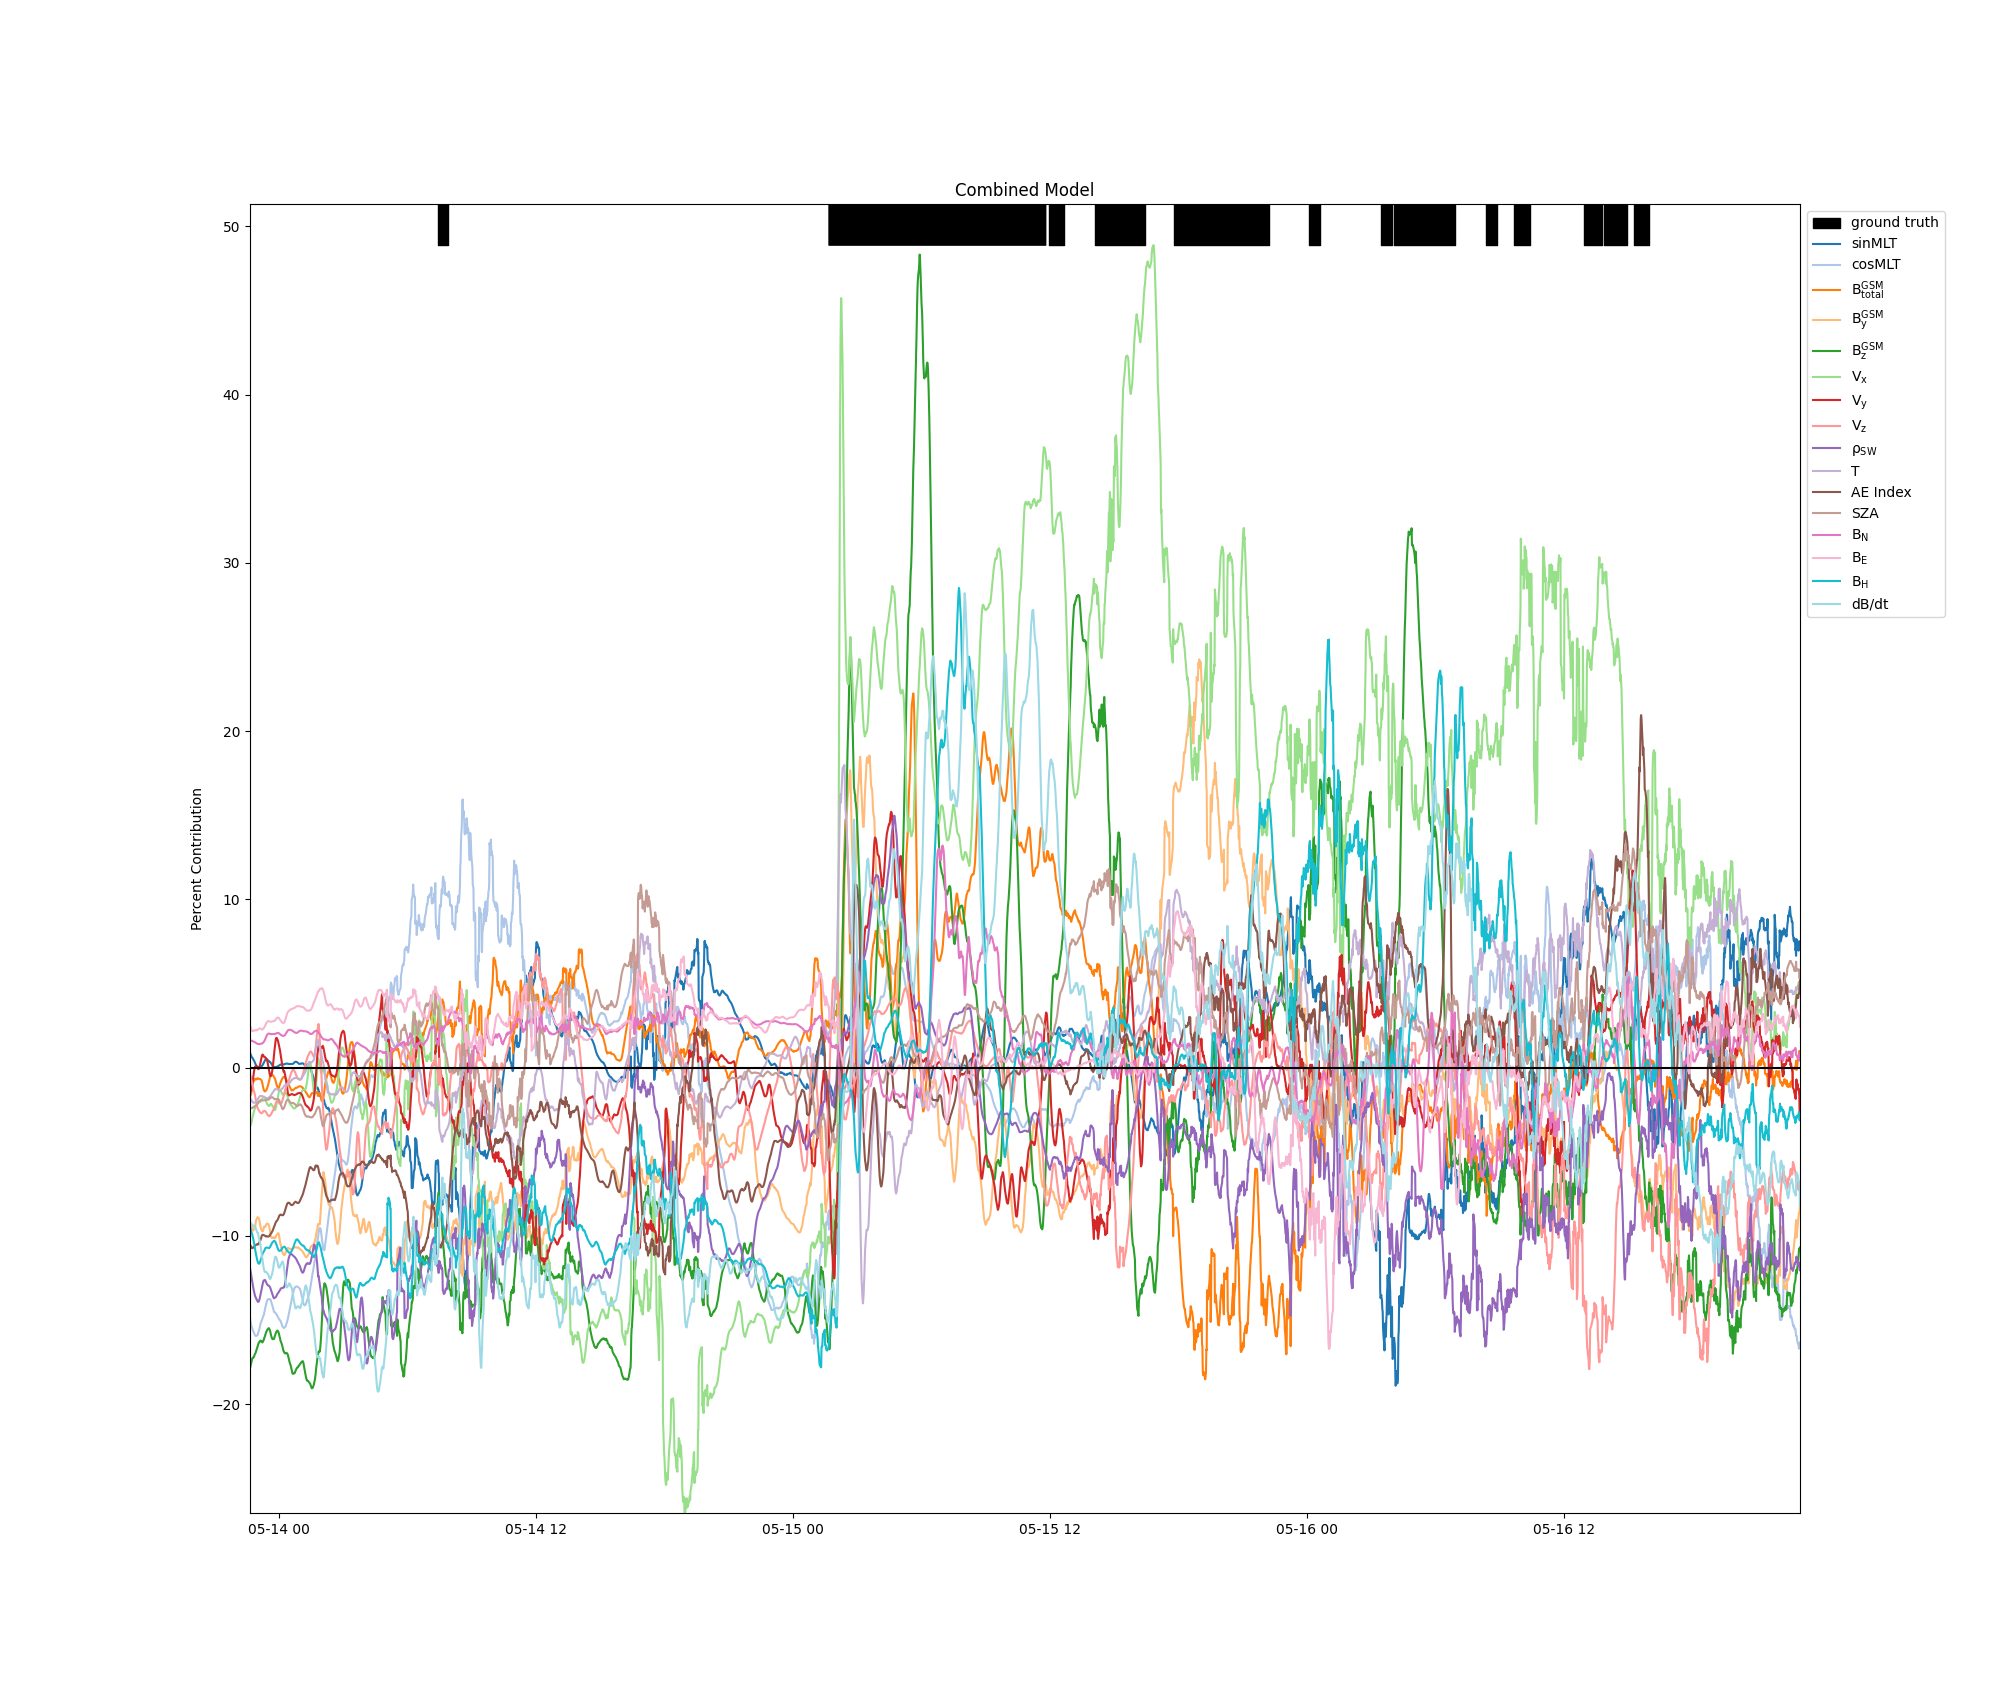 Combined Model
50
40
30
20
10
0
−10
−20
Percent Contribution
05-14 00
05-14 12
05-15 00
05-15 12
05-16 00
05-16 12
ground truth
sinMLT
cosMLT
B_total^GSM
B_y^GSM
B_z^GSM
V_x
V_y
V_z
ρ_SW
T
AE Index
SZA
B_N
B_E
B_H
dB/dt